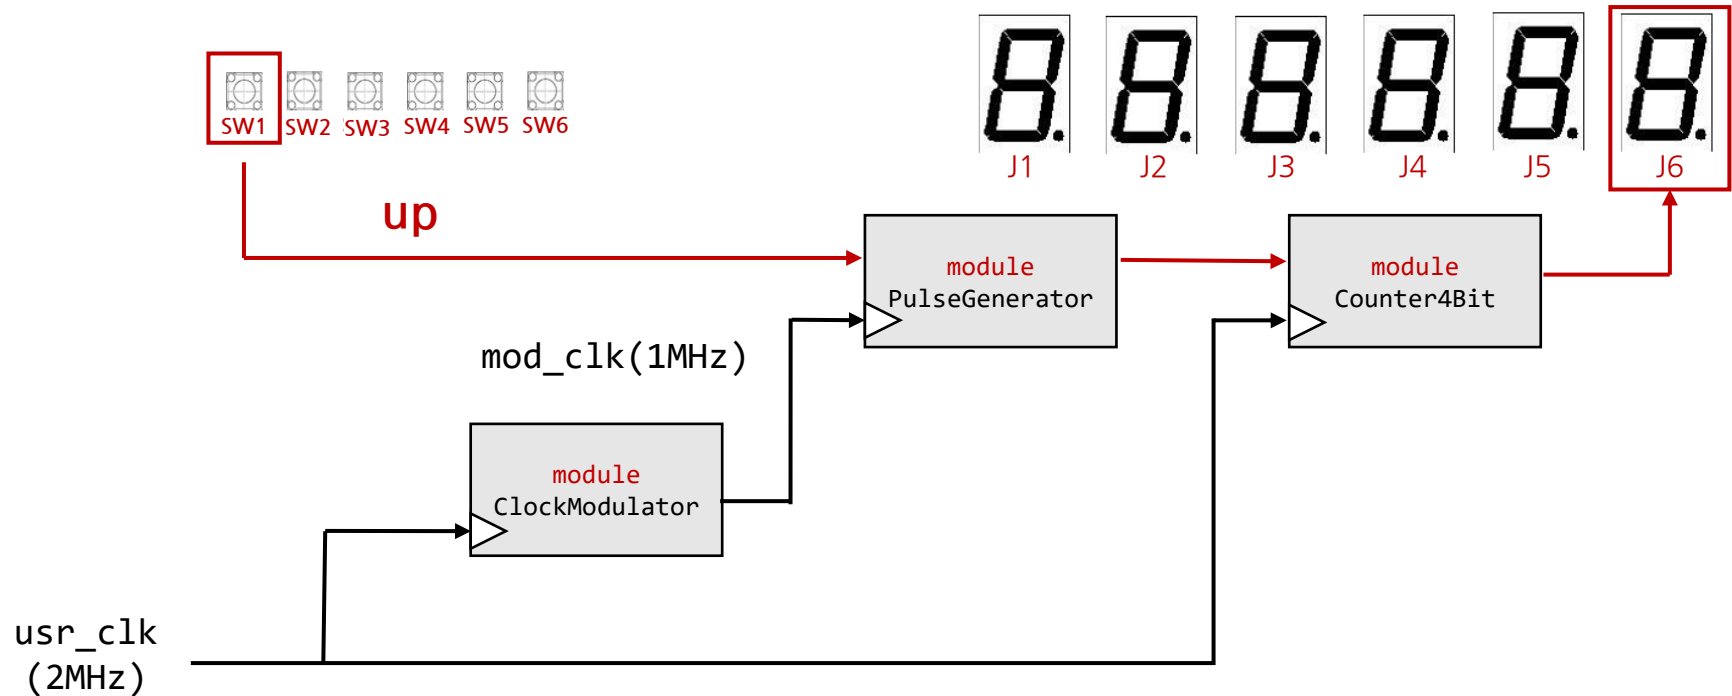 SW1 SW2 SW3 SW4 SW5 SW6
J1 J2 J3 J4 J5 J6
up
module
PulseGenerator
module
Counter4Bit
mod_clk(1MHz)
module
ClockModulator
usr_clk
(2MHz)